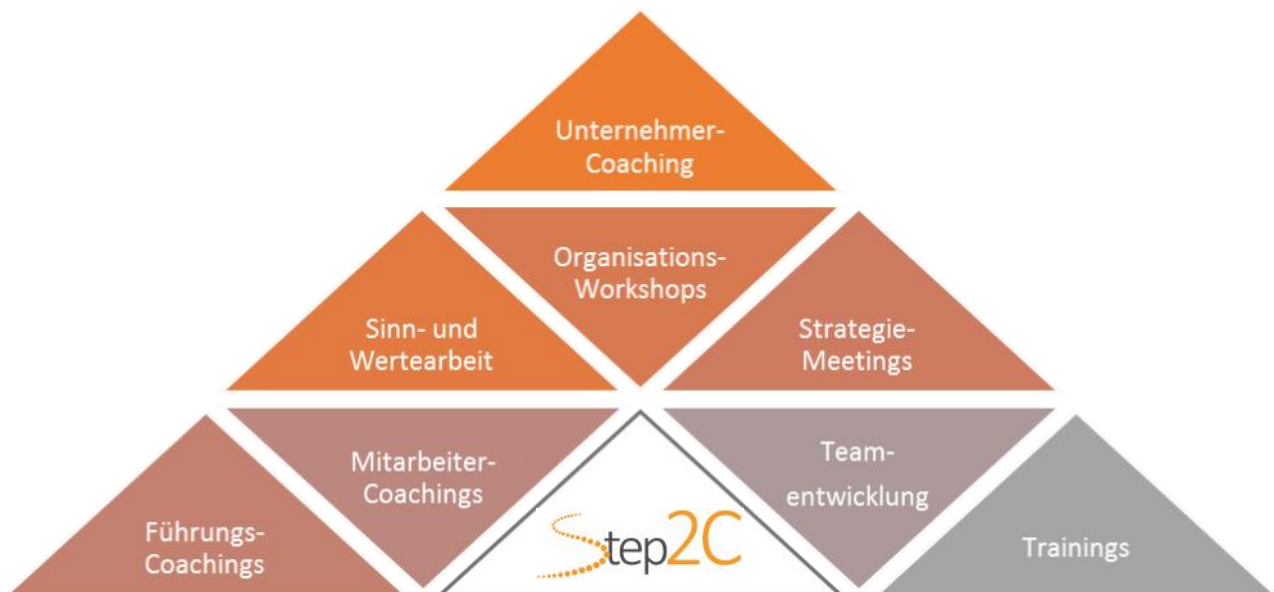 Unternehmer-
Coaching
Organisations-
Workshops
Sinn- und
Wertearbeit
Strategie-
Meetings
Mitarbeiter-
Coachings
Team-
entwicklung
Führungs-
Coachings
Step2C
Trainings